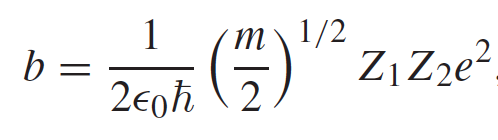 b = \frac{1}{2\epsilon_0\hbar} \left(\frac{m}{2}\right)^{1/2} Z_1 Z_2 e^2,